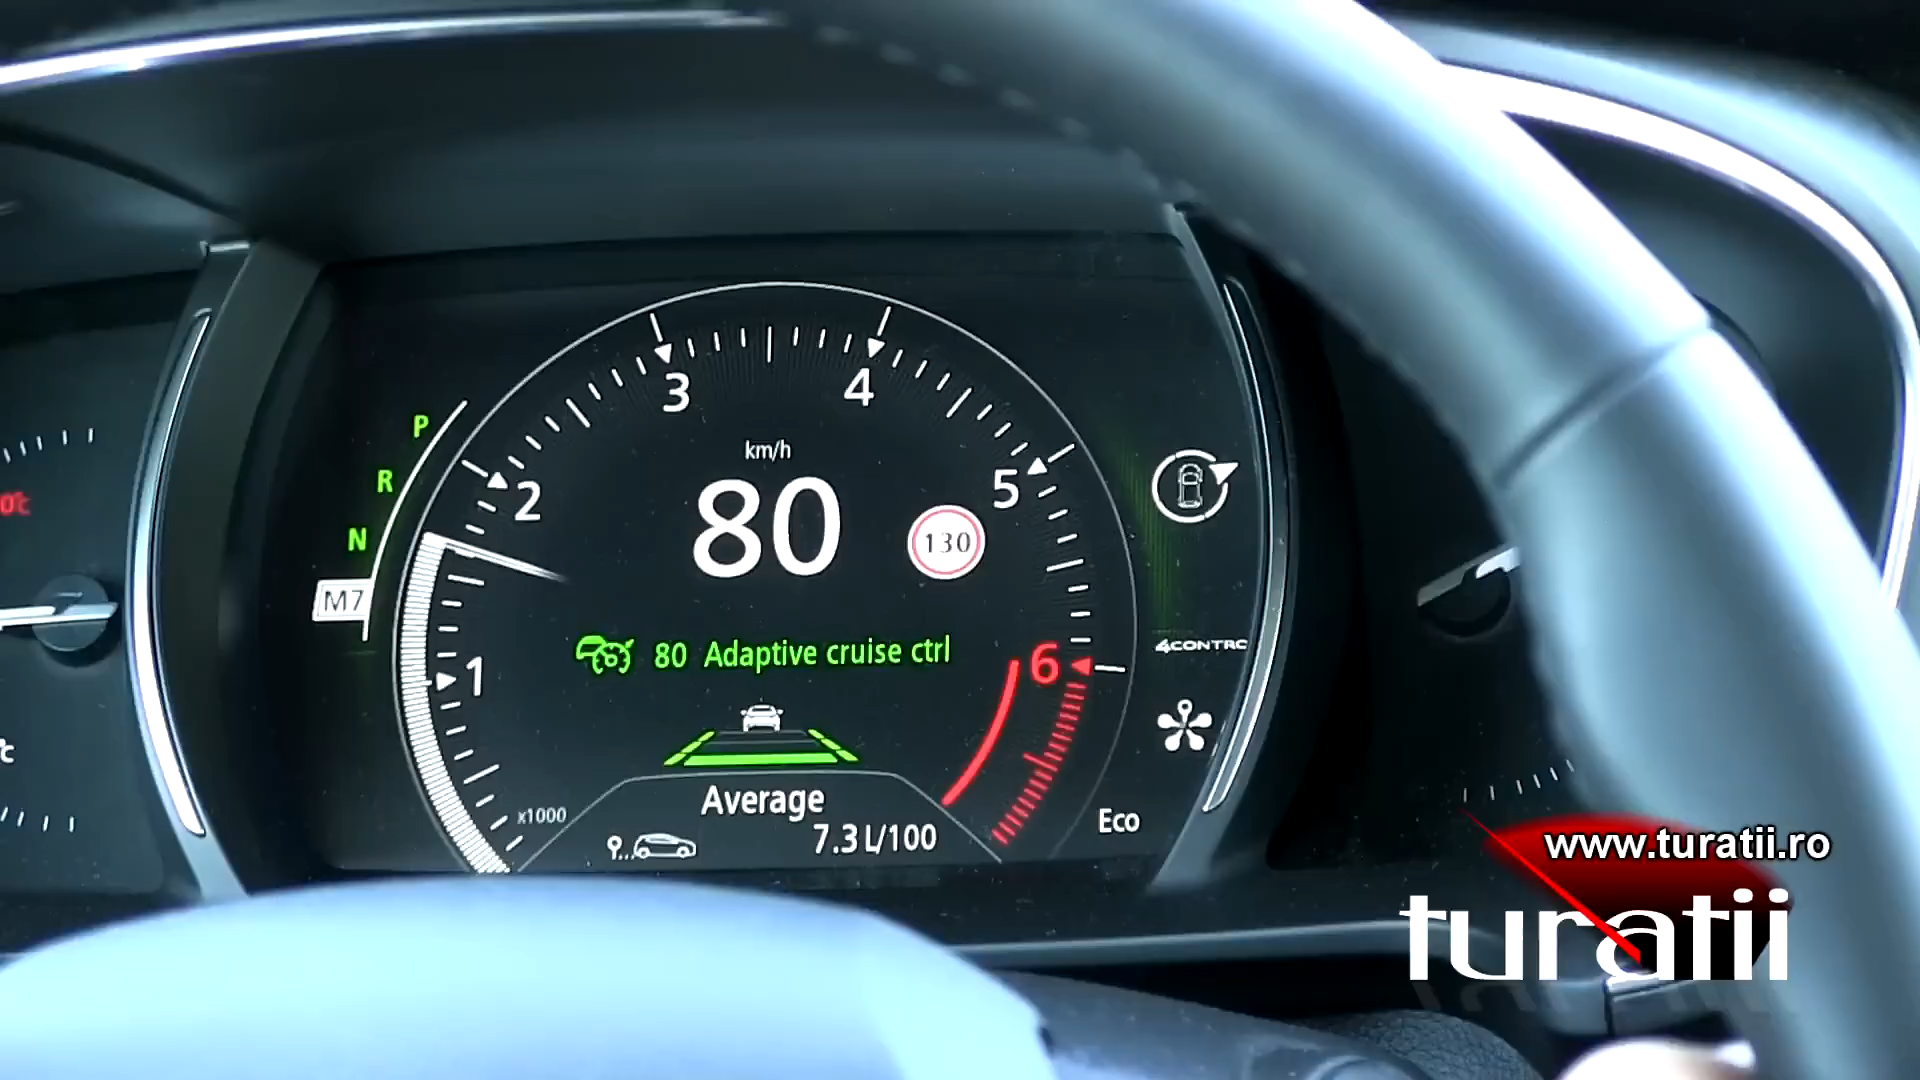 P
R
N
M7
0°C
°C
1
2
3
4
5
6
km/h
80
130
80 Adaptive cruise ctrl
x1000
Average
7.3 L/100
4CONTRO
Eco
www.turatii.ro
turatii